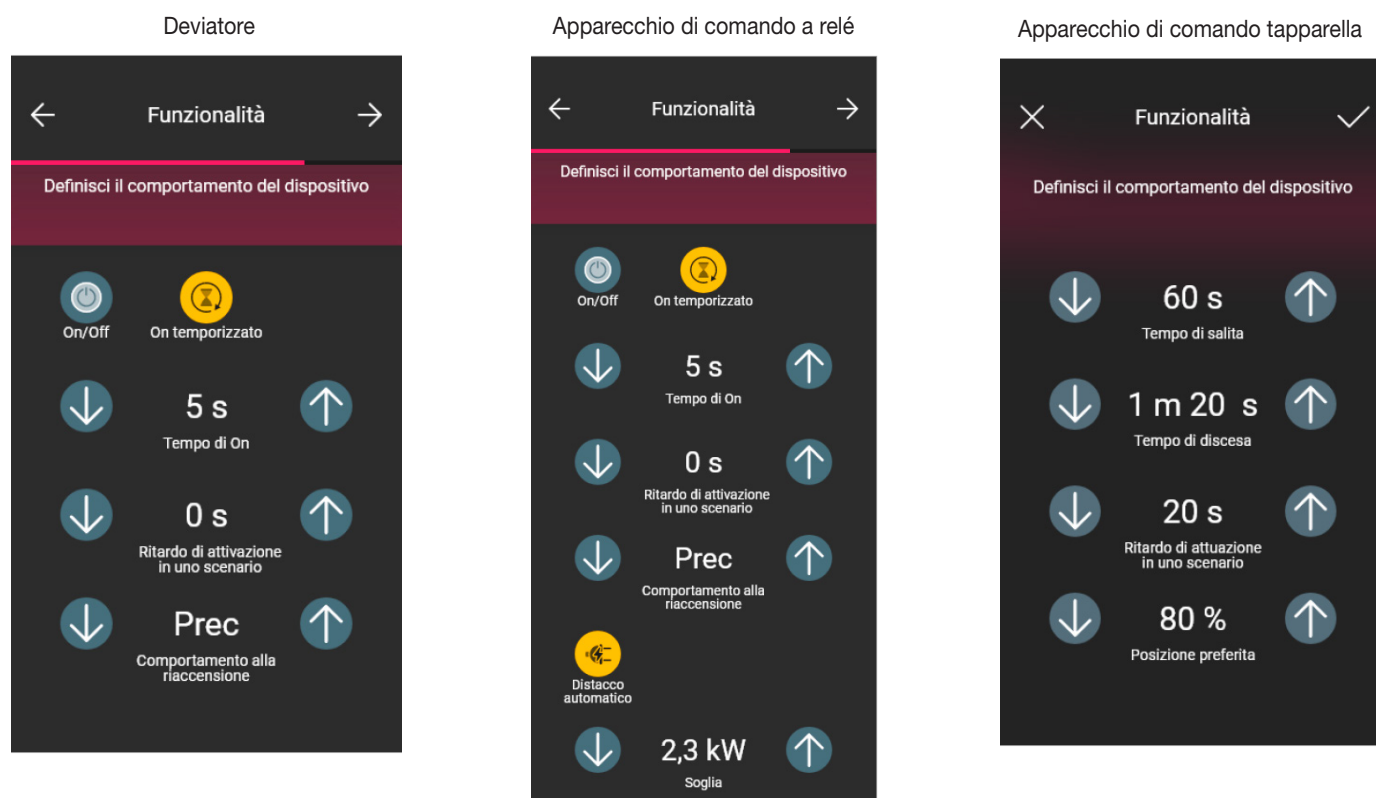 Deviatore
Funzionalità
Definisci il comportamento del dispositivo
On/Off
On temporizzato
5 s
Tempo di On
0 s
Ritardo di attivazione
in uno scenario
Prec
Comportamento alla
riaccensione
Apparecchio di comando a relé
Funzionalità
Definisci il comportamento del dispositivo
On/Off
On temporizzato
5 s
Tempo di On
0 s
Ritardo di attivazione
in uno scenario
Prec
Comportamento alla
riaccensione
Distacco
automatico
2,3 kW
Soglia
Apparecchio di comando tapparella
Funzionalità
Definisci il comportamento del dispositivo
60 s
Tempo di salita
1 m 20 s
Tempo di discesa
20 s
Ritardo di attuazione
in uno scenario
80 %
Posizione preferita